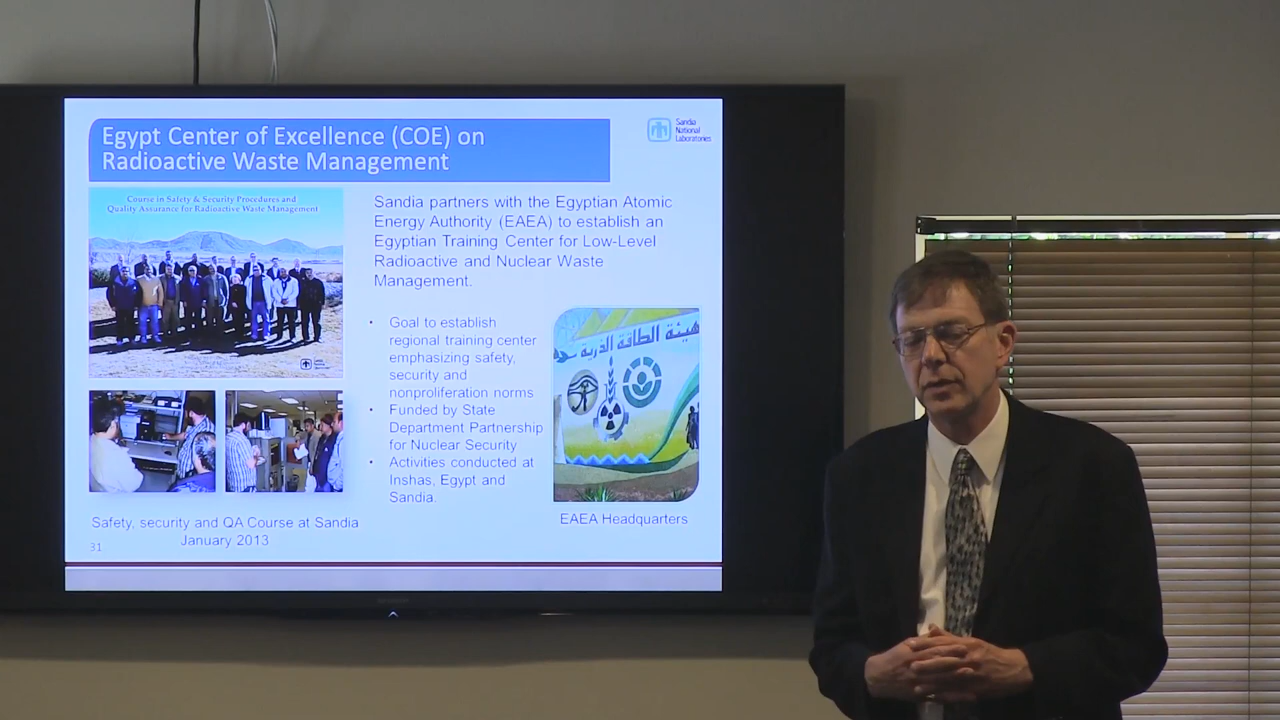 Egypt Center of Excellence (COE) on
Radioactive Waste Management
Sandia
National
Laboratories
Course in Safety & Security Procedures and
Quality Assurance for Radioactive Waste Management
Sandia partners with the Egyptian Atomic
Energy Authority (EAEA) to establish an
Egyptian Training Center for Low-Level
Radioactive and Nuclear Waste
Management.
• Goal to establish
regional training center
emphasizing safety,
security and
nonproliferation norms
• Funded by State
Department Partnership
for Nuclear Security
• Activities conducted at
Inshas, Egypt and
Sandia.
هيئة الطاقة الذرية
EAEA Headquarters
Safety, security and QA Course at Sandia
January 2013
31